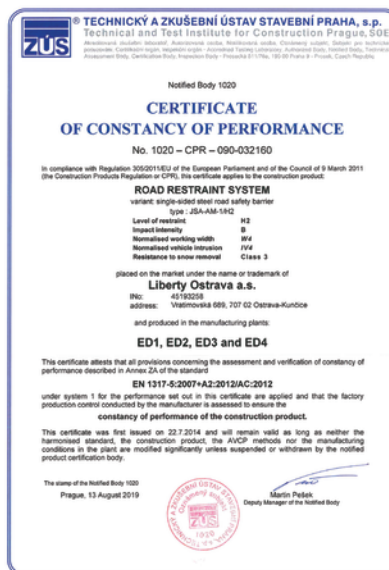 ZÚS
® TECHNICKÝ A ZKUŠEBNÍ ÚSTAV STAVEBNÍ PRAHA, s.p.
Technical and Test Institute for Construction Prague, SOE
Notified Body 1020
CERTIFICATE
OF CONSTANCY OF PERFORMANCE
No. 1020 – CPR – 090-032160
In compliance with Regulation 305/2011/EU of the European Parliament and of the Council of 9 March 2011
(the Construction Products Regulation or CPR), this certificate applies to the construction product:
ROAD RESTRAINT SYSTEM
variant: single-sided steel road safety barrier
type : JSA-AM-1/H2
Level of restraint H2
Impact intensity B
Normalised working width W4
Normalised vehicle intrusion IV4
Resistance to snow removal Class 3
placed on the market under the name or trademark of
Liberty Ostrava a.s.
INo: 45193258
address: Vratimovská 689, 707 02 Ostrava-Kunčice
and produced in the manufacturing plants:
ED1, ED2, ED3 and ED4
This certificate attests that all provisions concerning the assessment and verification of constancy of
performance described in Annex ZA of the standard
EN 1317-5:2007+A2:2012/AC:2012
under system 1 for the performance set out in this certificate are applied and that the factory
production control conducted by the manufacturer is assessed to ensure the
constancy of performance of the construction product.
This certificate was first issued on 22.7.2014 and will remain valid as long as neither the
harmonised standard, the construction product, the AVCP methods nor the manufacturing
conditions in the plant are modified significantly unless suspended or withdrawn by the notified
product certification body.
The stamp of the Notified Body 1020
Prague, 13 August 2019
Martin Pešek
Deputy Manager of the Notified Body
ZÚS
1020